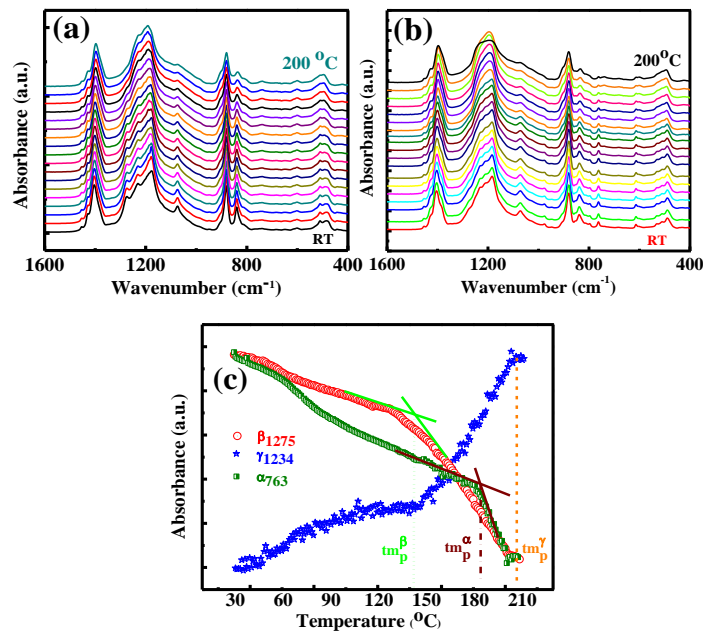 (a)
200 °C
RT
1600 1200 800 400
Wavenumber (cm⁻¹)
Absorbance (a.u.)
(b)
200°C
RT
1600 1200 800 400
Wavenumber (cm⁻¹)
Absorbance (a.u.)
(c)
β1275
γ1234
α763
tmpβ
tmpα
tmpγ
30 60 90 120 150 180 210
Temperature (°C)
Absorbance (a.u.)